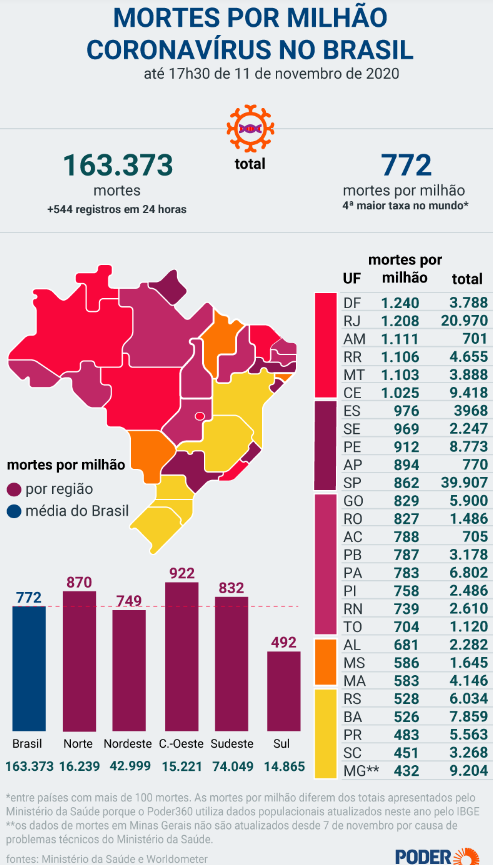 MORTES POR MILHÃO
CORONAVÍRUS NO BRASIL
até 17h30 de 11 de novembro de 2020
163.373
mortes
+544 registros em 24 horas
total
772
mortes por milhão
4ª maior taxa no mundo*
UF mortes por milhão total
DF 1.240 3.788
RJ 1.208 20.970
AM 1.111 701
RR 1.106 4.655
MT 1.103 3.888
CE 1.025 9.418
ES 976 3968
SE 969 2.247
PE 912 8.773
AP 894 770
SP 862 39.907
GO 829 5.900
RO 827 1.486
AC 788 705
PB 787 3.178
PA 783 6.802
PI 758 2.486
RN 739 2.610
TO 704 1.120
AL 681 2.282
MS 586 1.645
MA 583 4.146
RS 528 6.034
BA 526 7.859
PR 483 5.563
SC 451 3.268
MG** 432 9.204
mortes por milhão
por região
média do Brasil
772 870 749 922 832 492
Brasil Norte Nordeste C.-Oeste Sudeste Sul
163.373 16.239 42.999 15.221 74.049 14.865
*entre países com mais de 100 mortes. As mortes por milhão diferem dos totais apresentados pelo
Ministério da Saúde porque o Poder360 utiliza dados populacionais atualizados neste ano pelo IBGE
**os dados de mortes em Minas Gerais não são atualizados desde 7 de novembro por causa de
problemas técnicos do Ministério da Saúde.
fontes: Ministério da Saúde e Worldometer
PODER